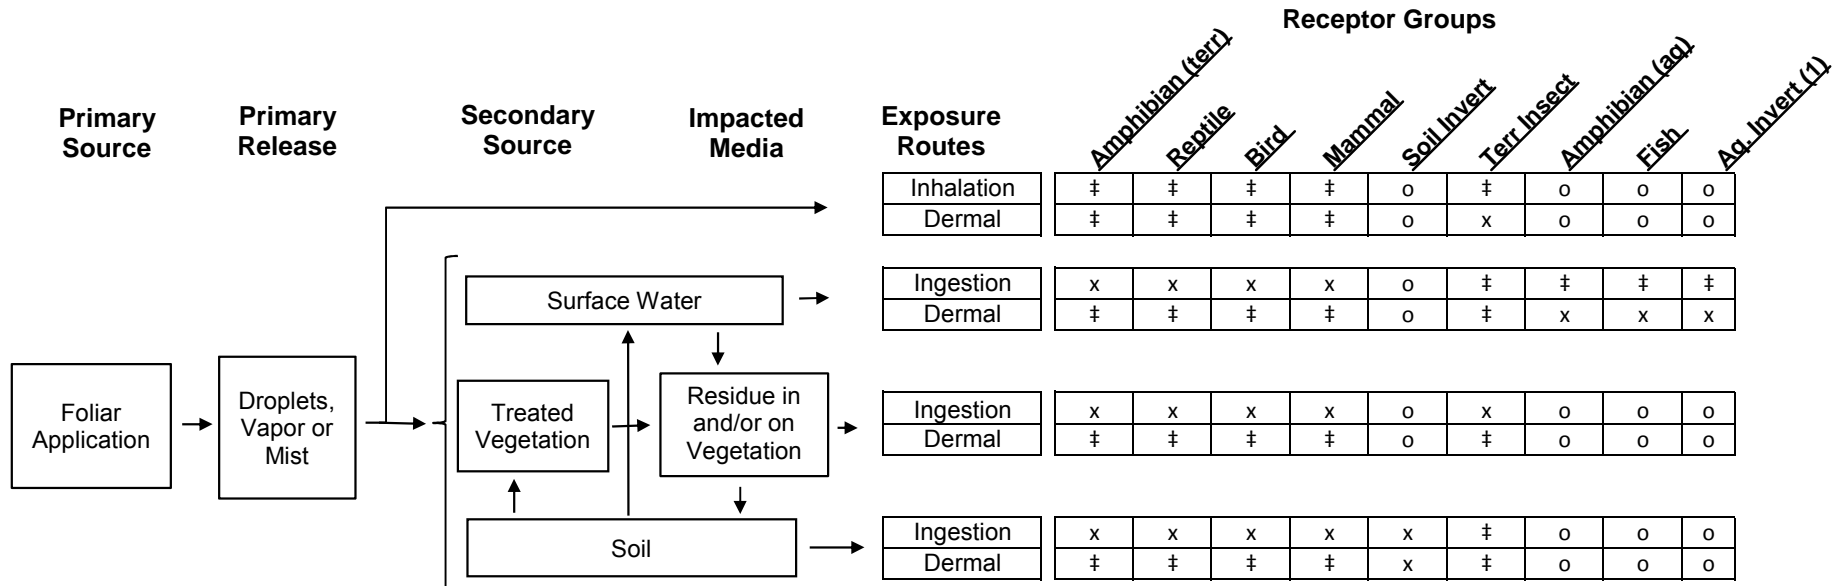 Receptor Groups
Primary Source
Primary Release
Secondary Source
Impacted Media
Exposure Routes
Amphibian (terr)
Reptile
Bird
Mammal
Soil Invert
Terr Insect
Amphibian (aq)
Fish
Aq. Invert (1)
Inhalation ‡ ‡ ‡ ‡ o ‡ o o o
Dermal ‡ ‡ ‡ ‡ o x o o o
Surface Water
Ingestion x x x x o ‡ ‡ ‡ ‡
Dermal ‡ ‡ ‡ ‡ o ‡ x x x
Foliar
Application
Droplets,
Vapor or
Mist
Treated
Vegetation
Residue in
and/or on
Vegetation
Ingestion x x x x o x o o o
Dermal ‡ ‡ ‡ ‡ o ‡ o o o
Soil
Ingestion x x x x x ‡ o o o
Dermal ‡ ‡ ‡ ‡ x ‡ o o o